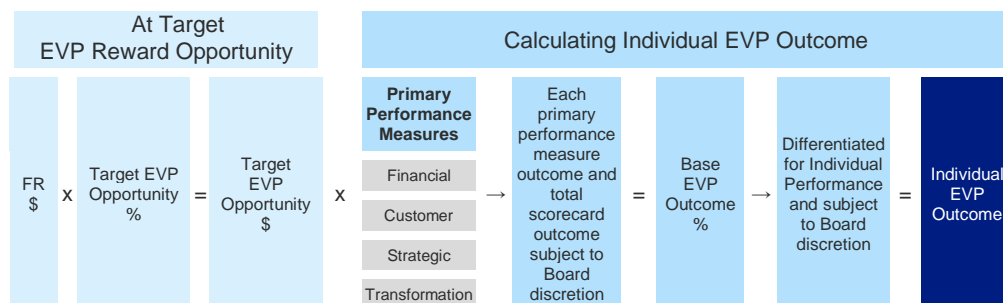 At Target
EVP Reward Opportunity
Calculating Individual EVP Outcome
FR
$
x
Target EVP
Opportunity
%
=
Target
EVP
Opportunity
$
x
Primary
Performance
Measures
Financial
Customer
Strategic
Transformation
→
Each
primary
performance
measure
outcome and
total
scorecard
outcome
subject to
Board
discretion
=
Base
EVP
Outcome
%
→
Differentiated
for Individual
Performance
and subject
to Board
discretion
=
Individual
EVP
Outcome